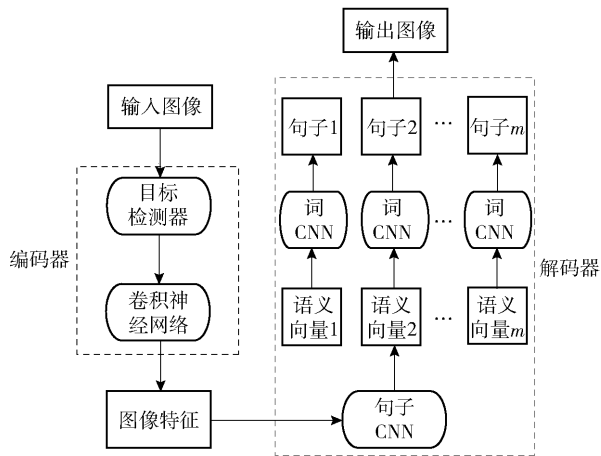 输出图像
输入图像
句子1
句子2
…
句子m
目标
检测器
词
CNN
词
CNN
…
词
CNN
编码器
解码器
卷积神
经网络
语义
向量1
语义
向量2
…
语义
向量m
图像特征
句子
CNN